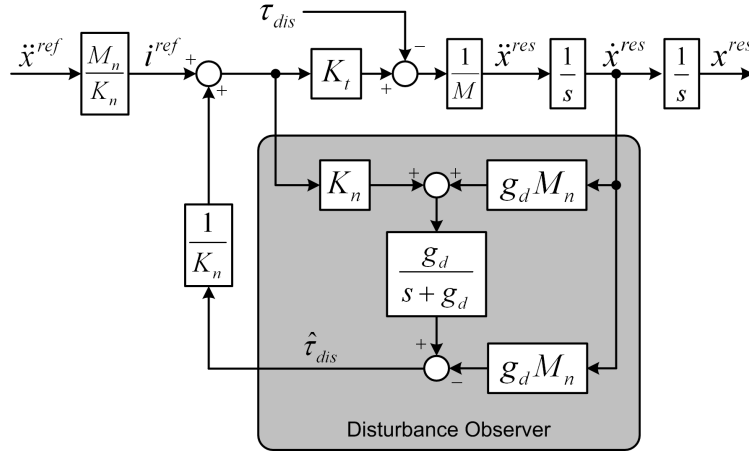 τ_dis
ẍ^ref
M_n
K_n
i^ref
+
+
K_t
+
−
1
M
ẍ^res
1
s
ẋ^res
1
s
x^res
K_n
+
+
g_d M_n
1
K_n
g_d
s + g_d
τ̂_dis
+
−
g_d M_n
Disturbance Observer